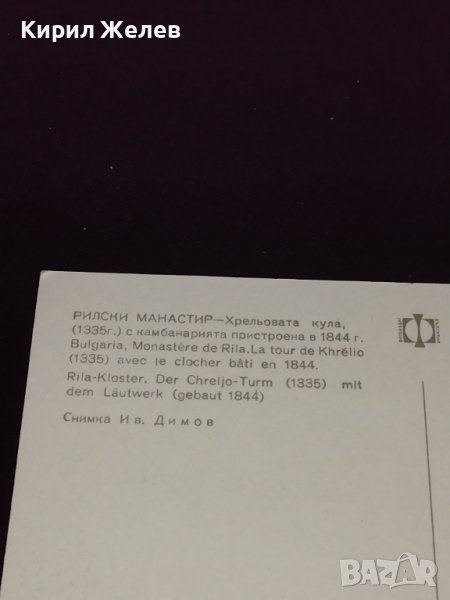 Кирил Желев
РИЛСКИ МАНАСТИР—Хрельовата кула,
(1335г.) с камбанарията пристроена в 1844 г.
Bulgaria, Monastère de Rila.La tour de Khrélio
(1335) avec le clocher bâti en 1844.
Rila-Kloster. Der Chreljo-Turm (1335) mit
dem Läutwerk (gebaut 1844)
Снимка Ив. Димов
BAZAR.bg